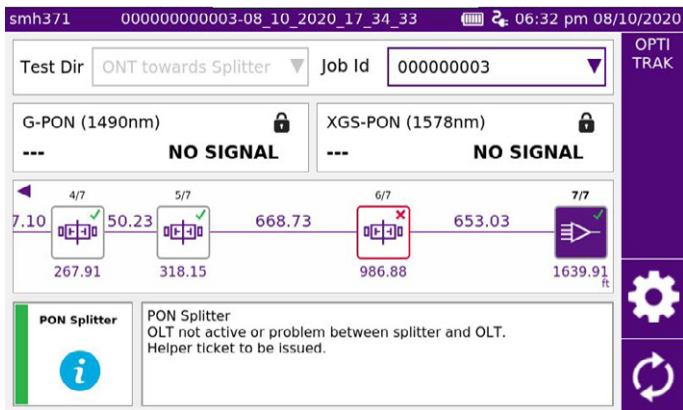 smh371 000000000003-08_10_2020_17_34_33 06:32 pm 08/10/2020
OPTI
TRAK
Test Dir ONT towards Splitter Job Id 000000003
G-PON (1490nm)
--- NO SIGNAL
XGS-PON (1578nm)
--- NO SIGNAL
4/7 5/7 6/7 7/7
7.10 50.23 668.73 653.03
267.91 318.15 986.88 1639.91
ft
PON Splitter
i
PON Splitter
OLT not active or problem between splitter and OLT.
Helper ticket to be issued.